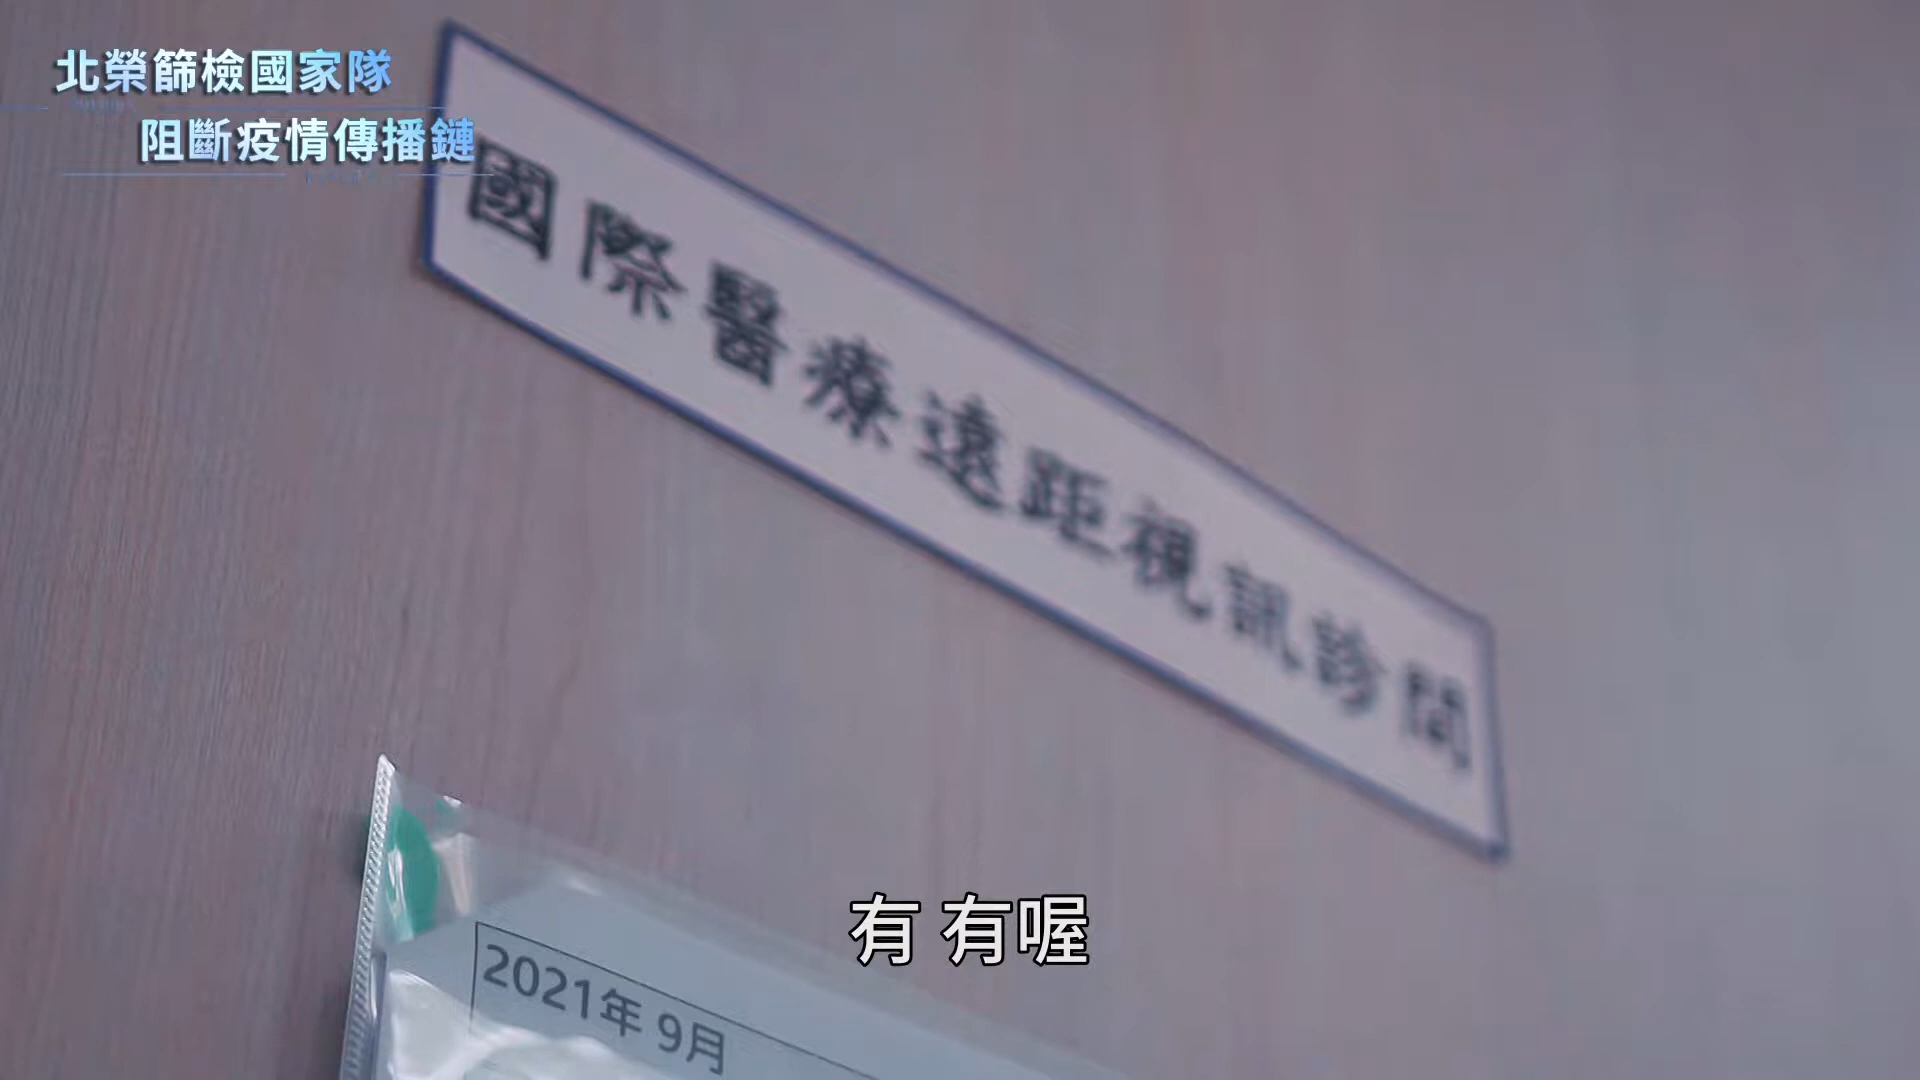 北榮篩檢國家隊
阻斷疫情傳播鏈
國際醫療遠距視訊診間
有 有喔
2021年 9月